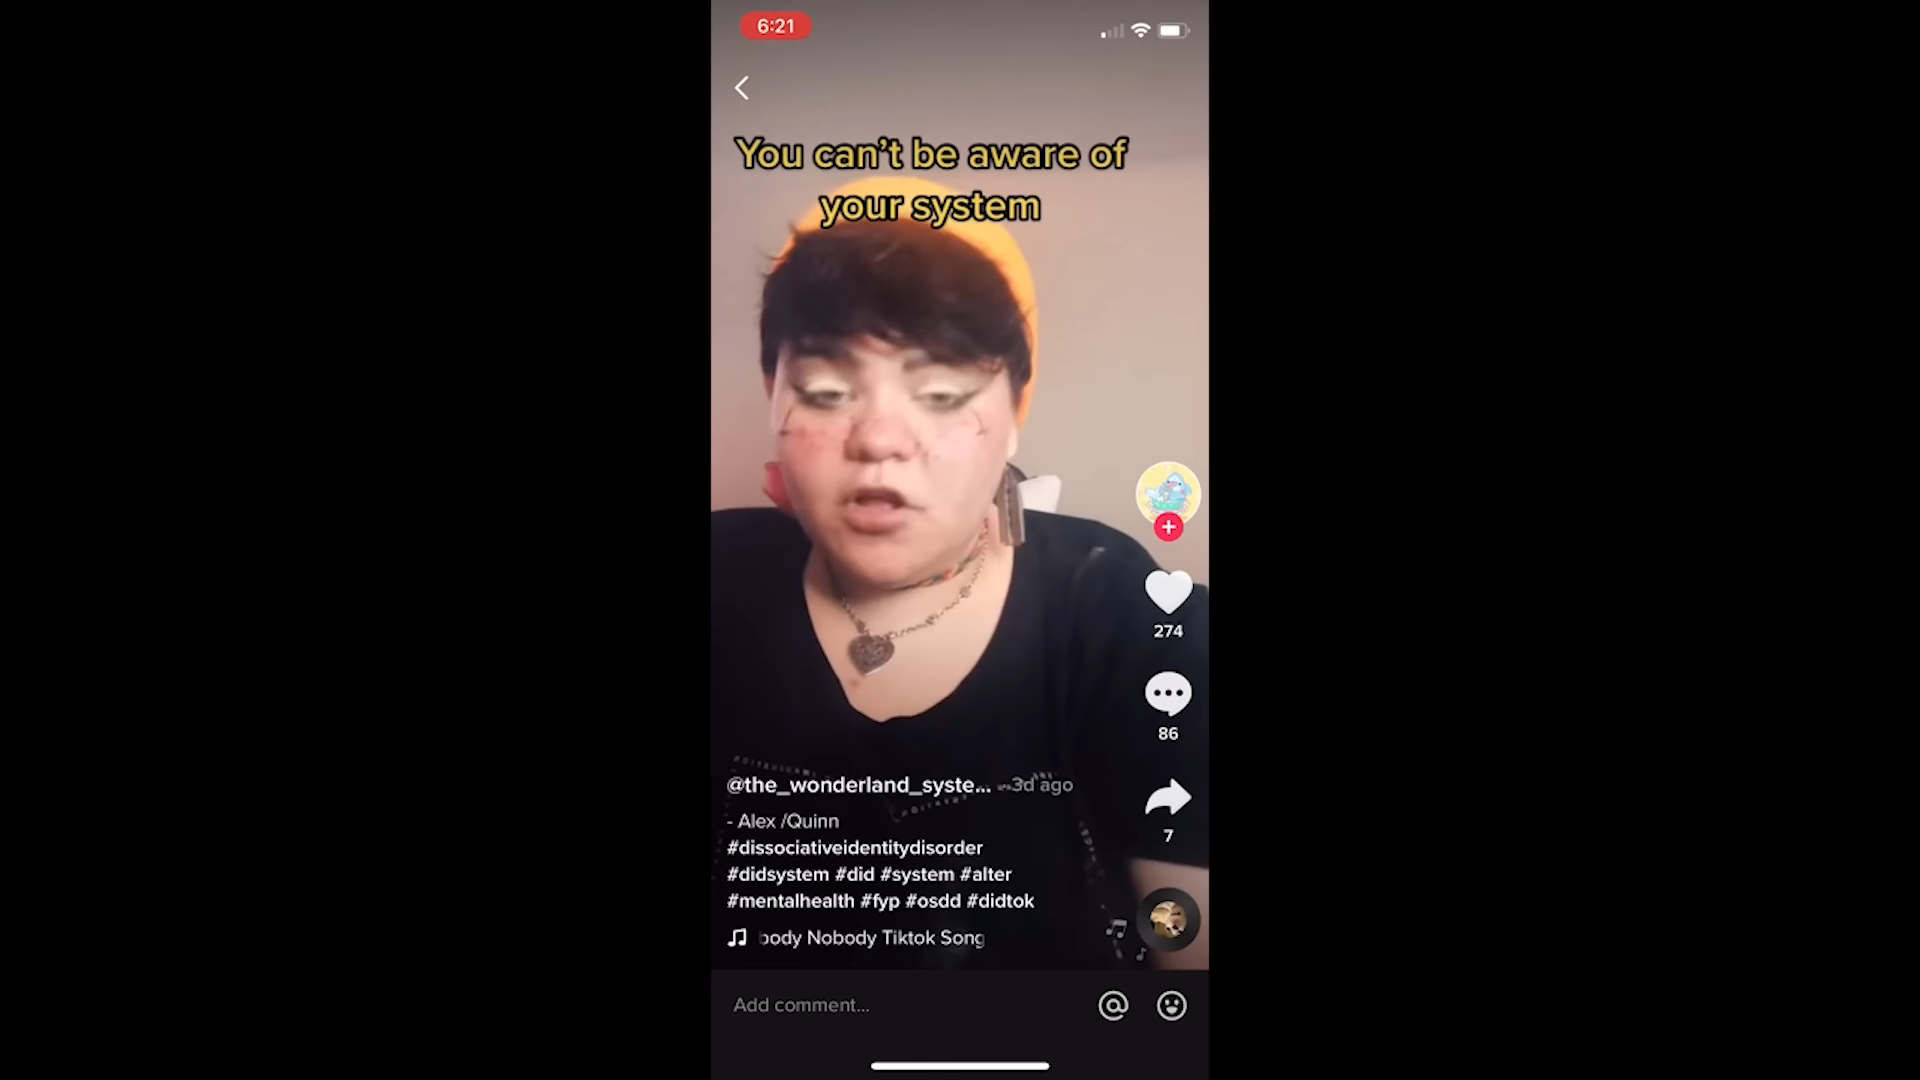 6:21
You can't be aware of
your system
274
86
@the_wonderland_syste... 3d ago
7
- Alex /Quinn
#dissociativeidentitydisorder
#didsystem #did #system #alter
#mentalhealth #fyp #osdd #didtok
body Nobody Tiktok Song
Add comment...